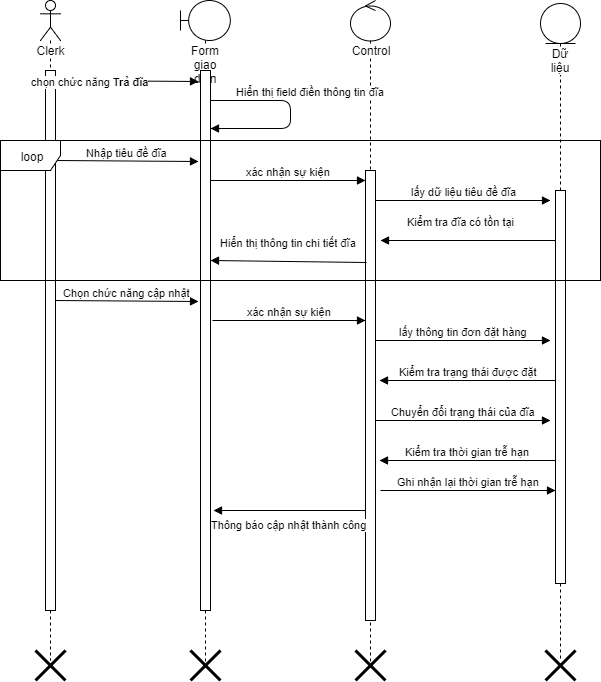 Clerk
Form
giao
diện
Control
Dữ
liệu
chọn chức năng Trả đĩa
Hiển thị field điền thông tin đĩa
loop
Nhập tiêu đề đĩa
xác nhận sự kiện
lấy dữ liệu tiêu đề đĩa
Kiểm tra đĩa có tồn tại
Hiển thị thông tin chi tiết đĩa
Chọn chức năng cập nhật
xác nhận sự kiện
lấy thông tin đơn đặt hàng
Kiểm tra trạng thái được đặt
Chuyển đổi trạng thái của đĩa
Kiểm tra thời gian trễ hạn
Ghi nhận lại thời gian trễ hạn
Thông báo cập nhật thành công